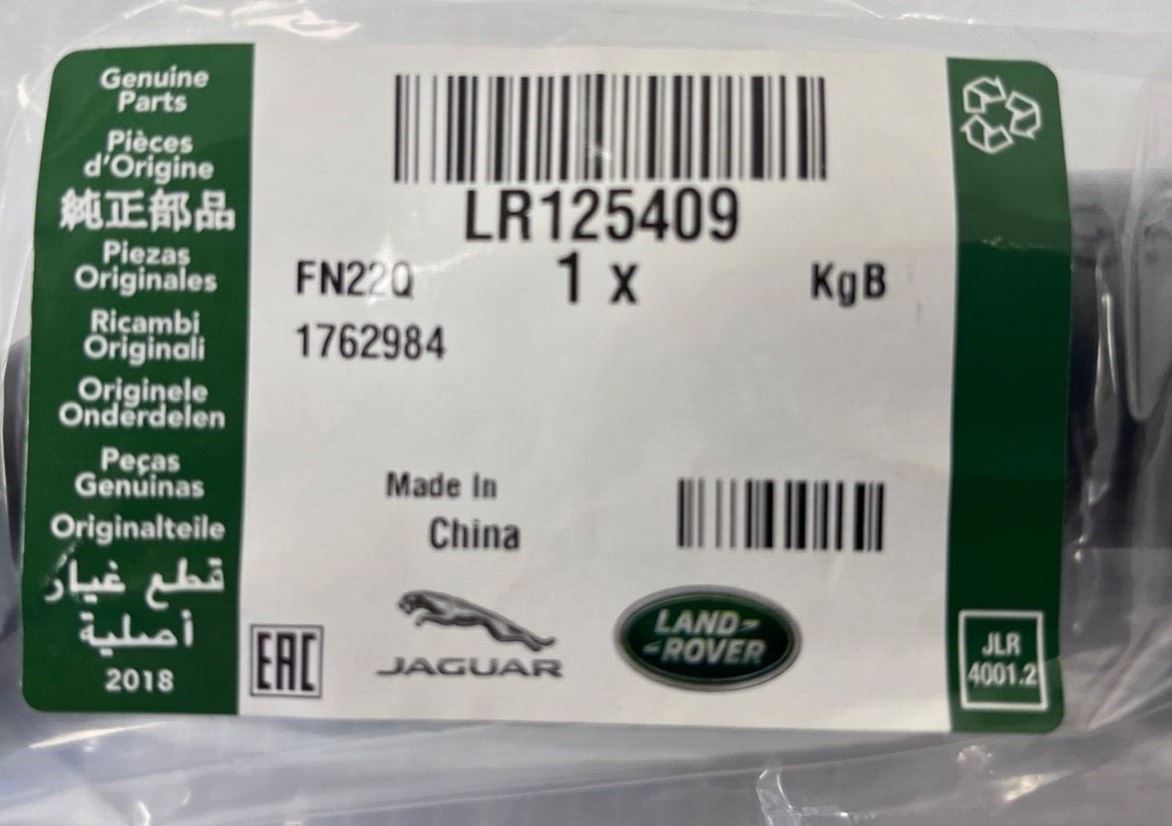 Genuine
Parts
Pièces
d'Origine
純正部品
Piezas
Originales
Ricambi
Originali
Originele
Onderdelen
Peças
Genuinas
Originalteile
قطع غيار
أصلية
2018
LR125409
FN22Q 1 x KgB
1762984
Made In
China
EAC
JAGUAR
LAND-
-ROVER
JLR
4001.2